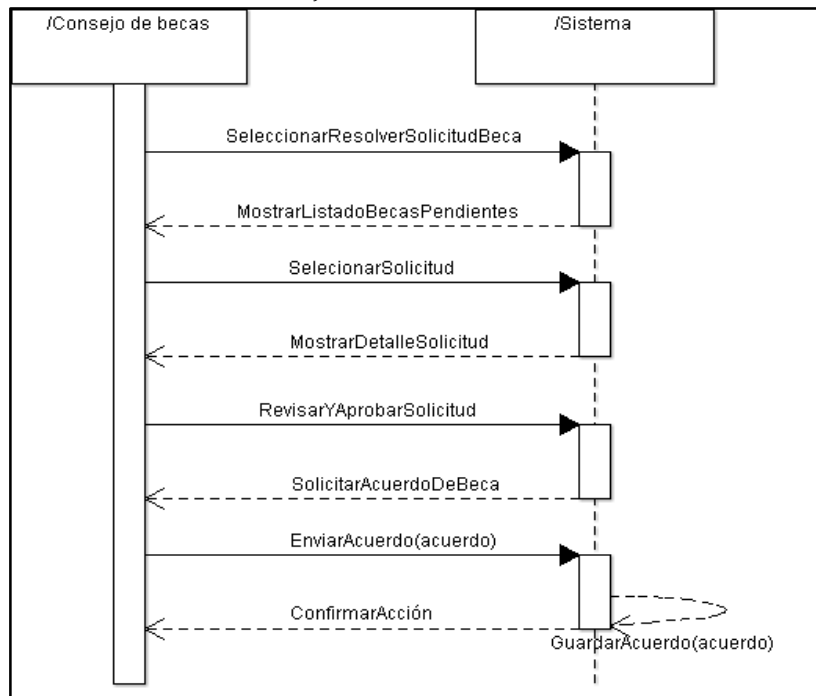 /Consejo de becas
/Sistema
SeleccionarResolverSolicitudBeca
MostrarListadoBecasPendientes
SelecionarSolicitud
MostrarDetalleSolicitud
RevisarYAprobarSolicitud
SolicitarAcuerdoDeBeca
EnviarAcuerdo(acuerdo)
ConfirmarAcción
GuardarAcuerdo(acuerdo)